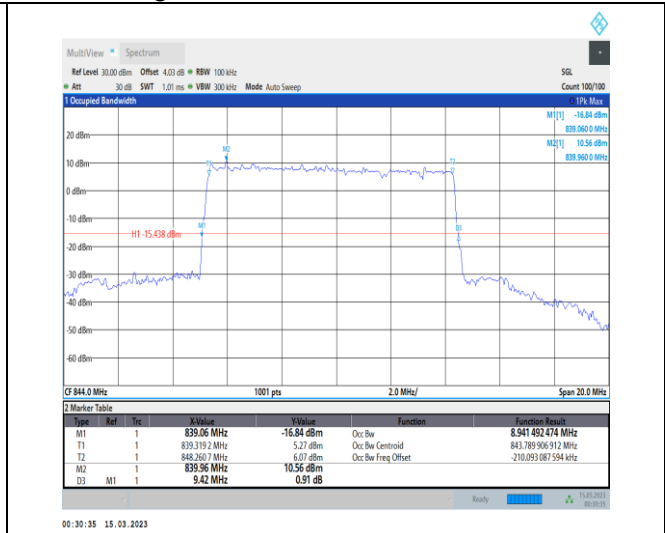 MultiView Spectrum
Ref Level 30.00 dBm Offset 4.03 dB RBW 100 kHz SGL
Att 30 dB SWT 1.01 ms VBW 300 kHz Mode Auto Sweep Count 100/100
1 Occupied Bandwidth 1Pk Max
M1[1] -16.84 dBm
839.060 0 MHz
M2[1] 10.56 dBm
839.960 0 MHz
20 dBm
M2
T1 T2
10 dBm
0 dBm
-10 dBm
M1 D3
H1 -15.438 dBm
-20 dBm
-30 dBm
-40 dBm
-50 dBm
-60 dBm
CF 844.0 MHz 1001 pts 2.0 MHz/ Span 20.0 MHz
2 Marker Table
Type Ref Trc X-Value Y-Value Function Function Result
M1 1 839.06 MHz -16.84 dBm Occ Bw 8.941 492 474 MHz
T1 1 839.319 2 MHz 5.27 dBm Occ Bw Centroid 843.789 906 912 MHz
T2 1 848.260 7 MHz 6.07 dBm Occ Bw Freq Offset -210.093 087 594 kHz
M2 1 839.96 MHz 10.56 dBm
D3 M1 1 9.42 MHz 0.91 dB
Ready 15.03.2023
00:30:35
00:30:35 15.03.2023